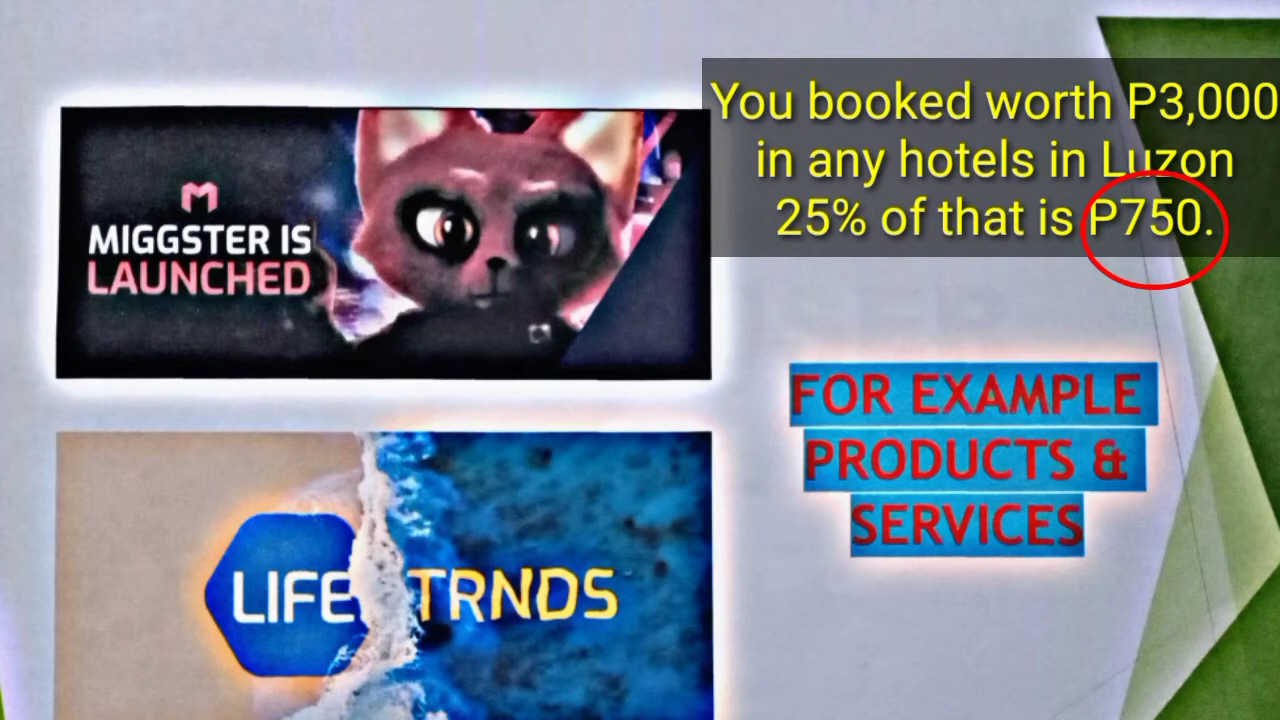 You booked worth P3,000
in any hotels in Luzon
25% of that is P750.
MIGGSTER IS
LAUNCHED
FOR EXAMPLE
PRODUCTS &
SERVICES
LIFE TRNDS